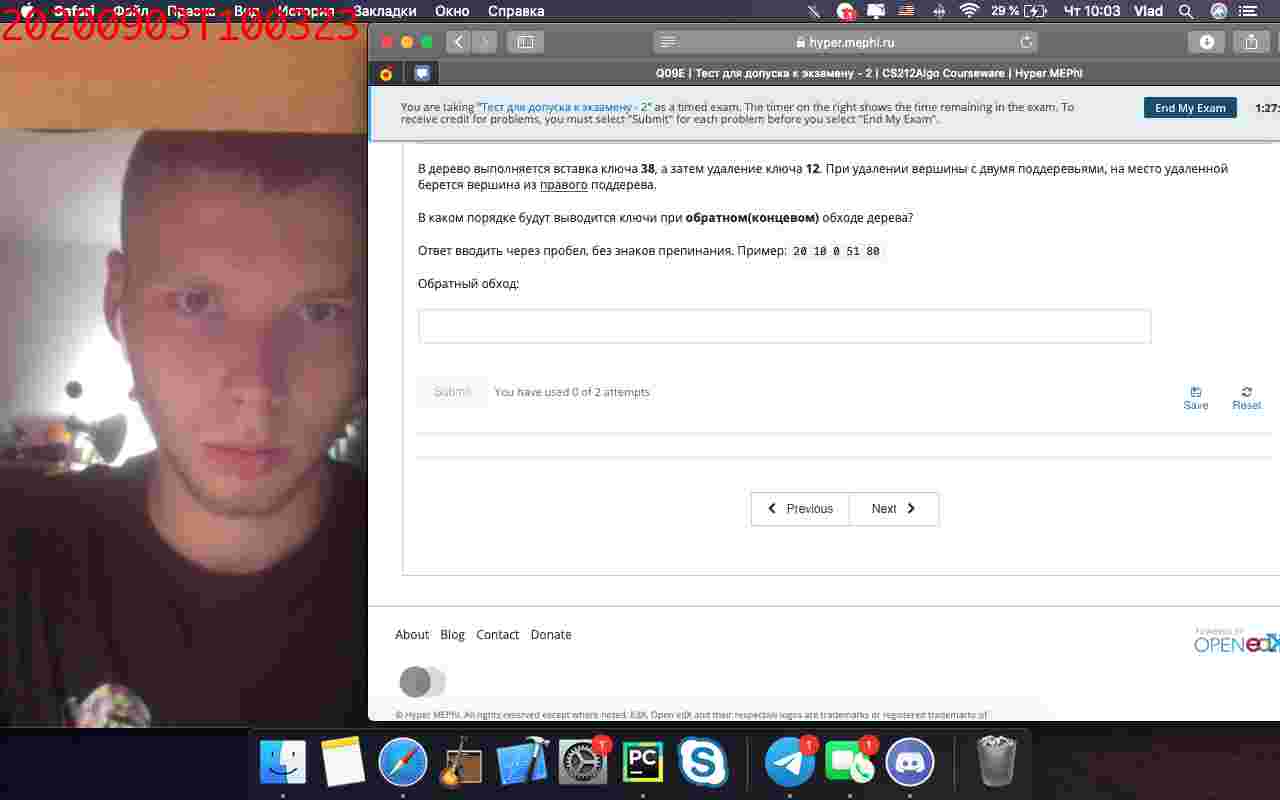 Safari Файл Правка Вид История Закладки Окно Справка 29 % Чт 10:03 Vlad
20200903T100323
hyper.mephi.ru
Q09E | Тест для допуска к экзамену - 2 | CS212Algo Courseware | Hyper.MEPhI
You are taking "Тест для допуска к экзамену - 2" as a timed exam. The timer on the right shows the time remaining in the exam. To
receive credit for problems, you must select "Submit" for each problem before you select "End My Exam".
End My Exam
1:27:
В дерево выполняется вставка ключа 38, а затем удаление ключа 12. При удалении вершины с двумя поддеревьями, на место удаленной
берется вершина из правого поддерева.
В каком порядке будут выводится ключи при обратном(концевом) обходе дерева?
Ответ вводить через пробел, без знаков препинания. Пример: 20 10 0 51 80
Обратный обход:
Submit You have used 0 of 2 attempts
Save Reset
Previous Next
About Blog Contact Donate
POWERED BY
OPEN edX
© Hyper MEPhI. All rights reserved except where noted. EdX, Open edX and their respective logos are trademarks or registered trademarks of
1 PC 1 1